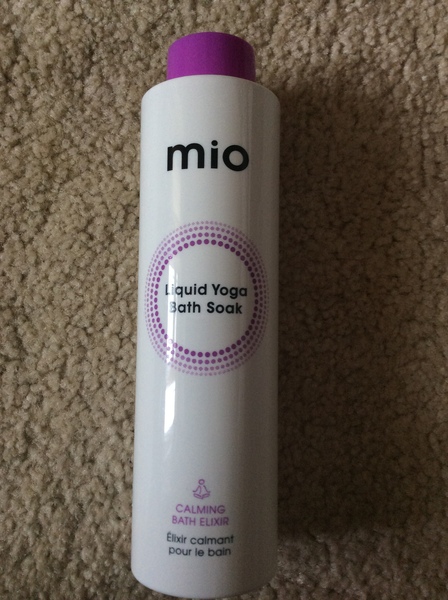 mio
Liquid Yoga
Bath Soak
CALMING
BATH ELIXIR
Élixir calmant
pour le bain